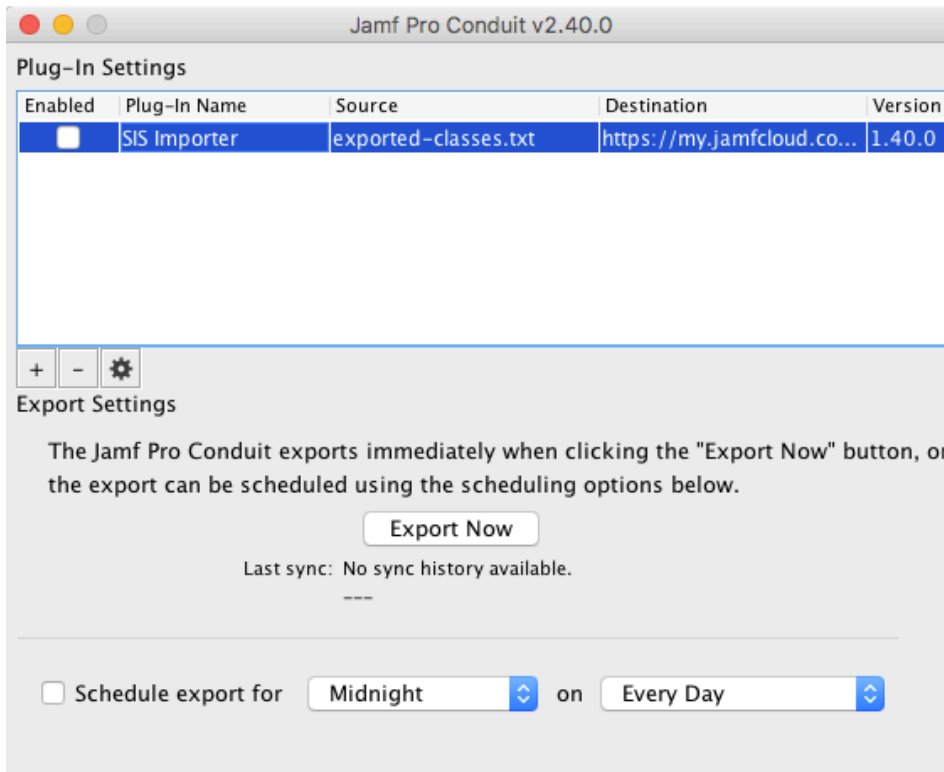 Jamf Pro Conduit v2.40.0
Plug-In Settings
Enabled Plug-In Name Source Destination Version
SIS Importer exported-classes.txt https://my.jamfcloud.co... 1.40.0
+ -
Export Settings
The Jamf Pro Conduit exports immediately when clicking the "Export Now" button, or
the export can be scheduled using the scheduling options below.
Export Now
Last sync: No sync history available.
---
Schedule export for Midnight on Every Day